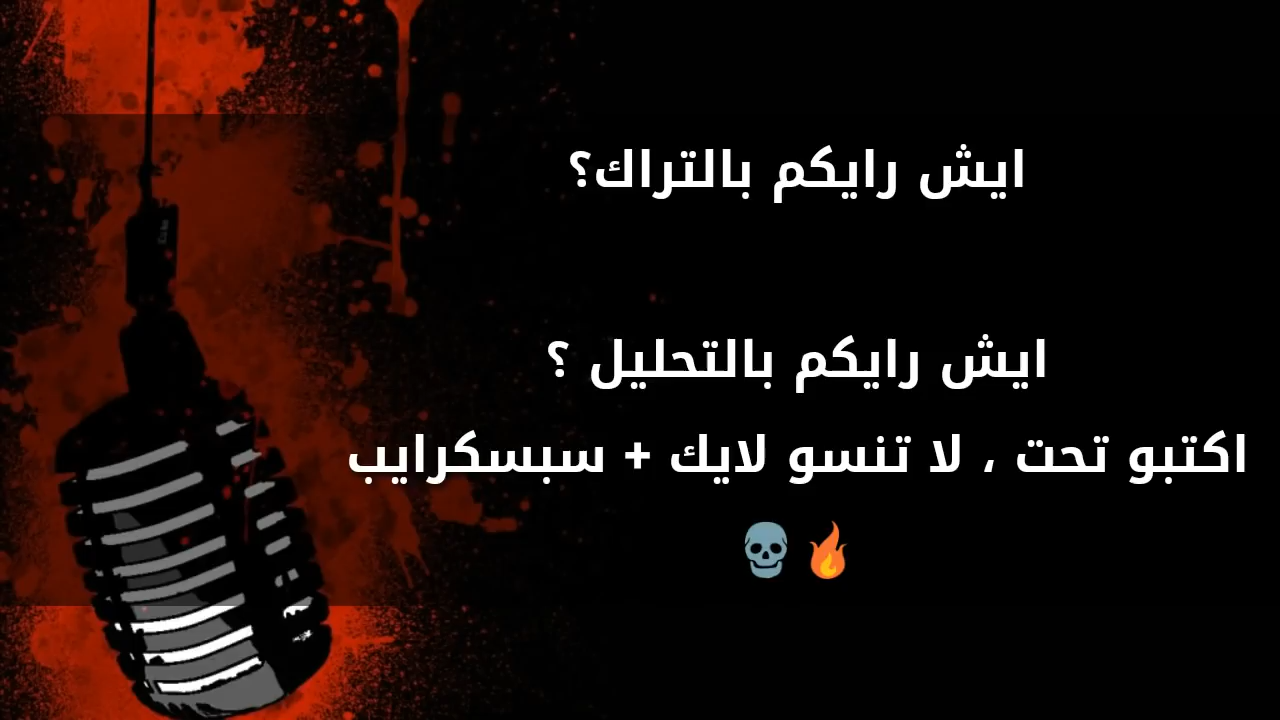 ايش رايكم بالتراك؟
ايش رايكم بالتحليل ؟
اكتبو تحت ، لا تنسو لايك + سبسكرايب
💀🔥